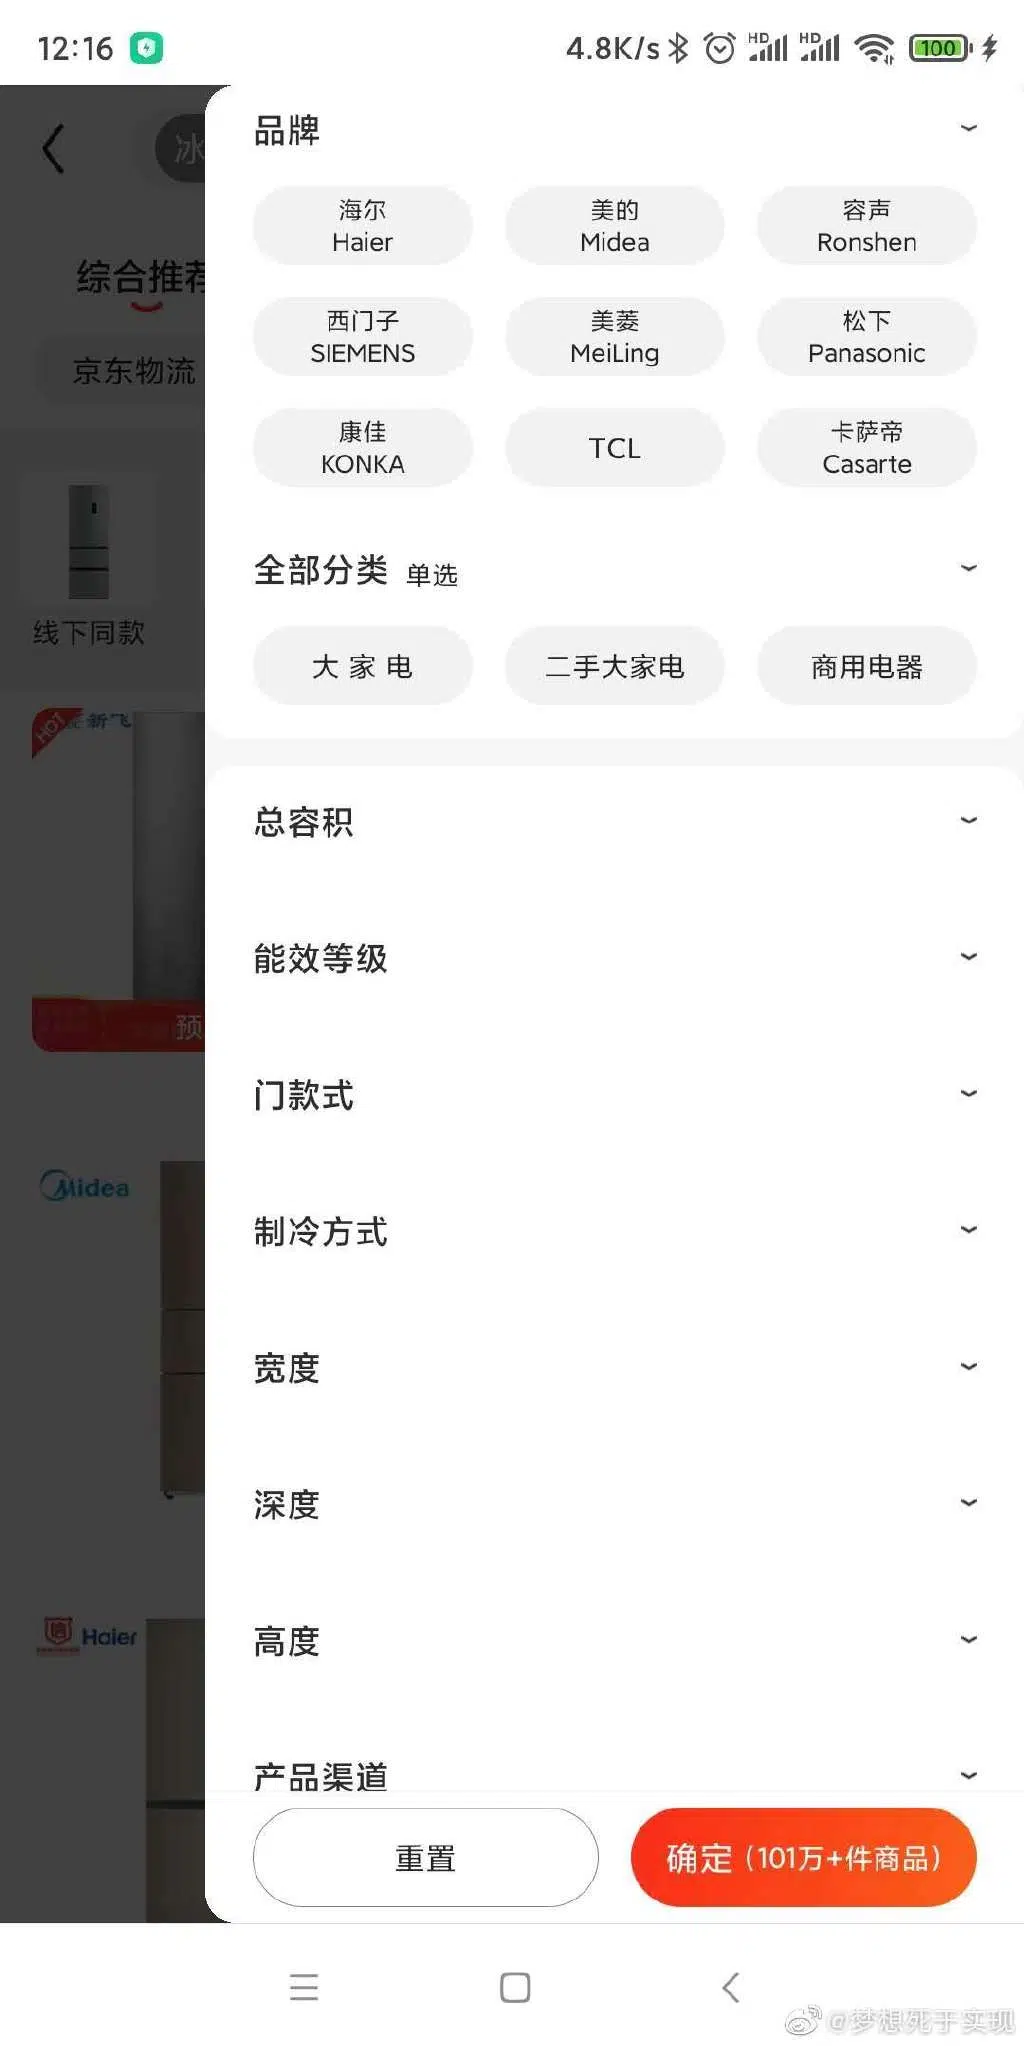 12:16
4.8K/s HD HD 100
冰
综合推荐
京东物流
线下同款
HOT
新飞
预
Midea
Haier
品牌
海尔
Haier
美的
Midea
容声
Ronshen
西门子
SIEMENS
美菱
MeiLing
松下
Panasonic
康佳
KONKA
TCL
卡萨帝
Casarte
全部分类 单选
大 家 电
二手大家电
商用电器
总容积
能效等级
门款式
制冷方式
宽度
深度
高度
产品渠道
重置
确定 (101万+件商品)
@梦想死于实现